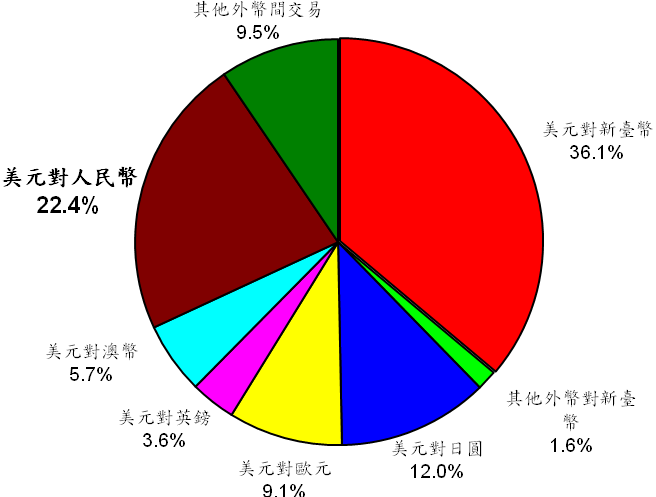 其他外幣間交易
9.5%
美元對新臺幣
36.1%
美元對人民幣
22.4%
美元對澳幣
5.7%
其他外幣對新臺
幣
1.6%
美元對英鎊
3.6%
美元對日圓
12.0%
美元對歐元
9.1%